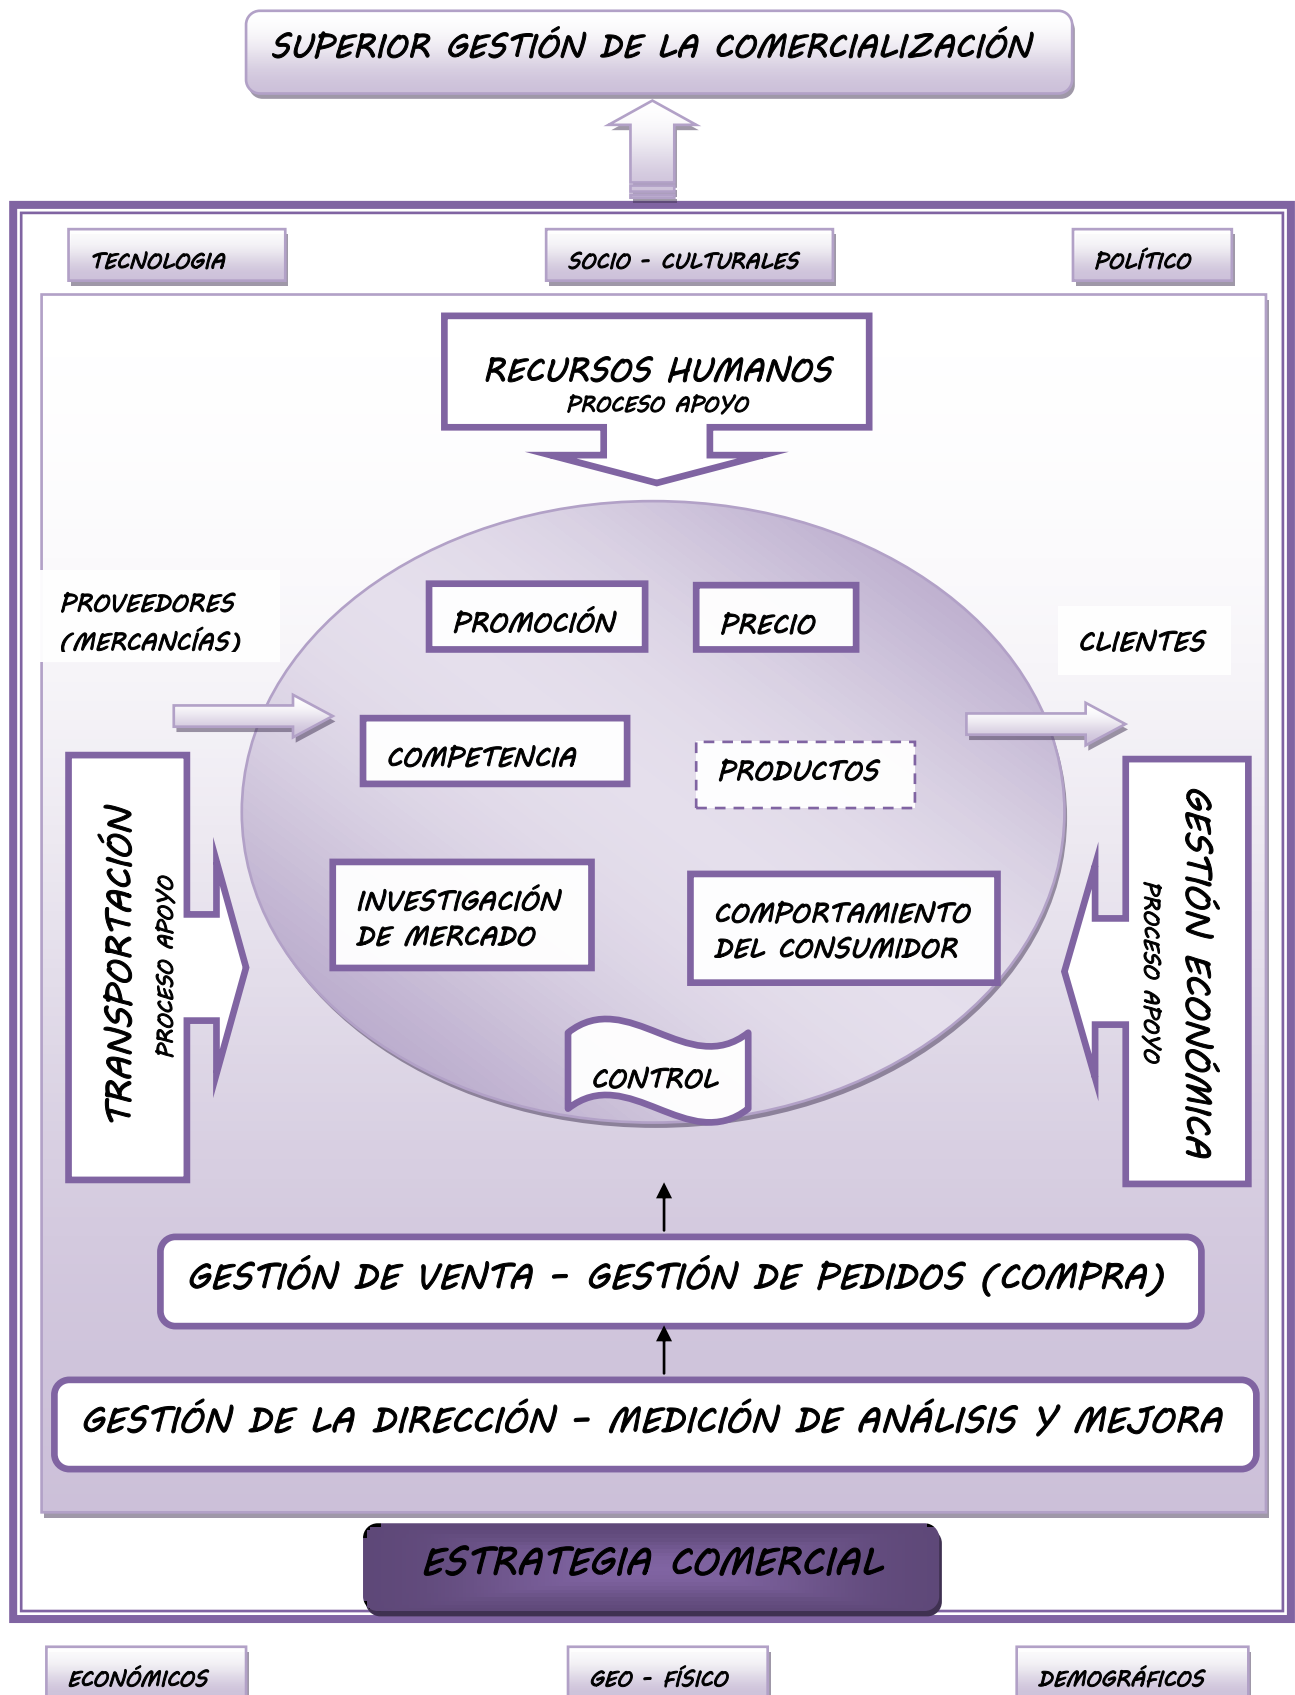 SUPERIOR GESTIÓN DE LA COMERCIALIZACIÓN
TECNOLOGIA
SOCIO - CULTURALES
POLÍTICO
RECURSOS HUMANOS
PROCESO APOYO
PROVEEDORES
(MERCANCÍAS)
PROMOCIÓN
PRECIO
CLIENTES
COMPETENCIA
PRODUCTOS
TRANSPORTACIÓN
PROCESO APOYO
INVESTIGACIÓN
DE MERCADO
COMPORTAMIENTO
DEL CONSUMIDOR
GESTIÓN ECONÓMICA
PROCESO APOYO
CONTROL
GESTIÓN DE VENTA – GESTIÓN DE PEDIDOS (COMPRA)
GESTIÓN DE LA DIRECCIÓN – MEDICIÓN DE ANÁLISIS Y MEJORA
ESTRATEGIA COMERCIAL
ECONÓMICOS
GEO - FÍSICO
DEMOGRÁFICOS